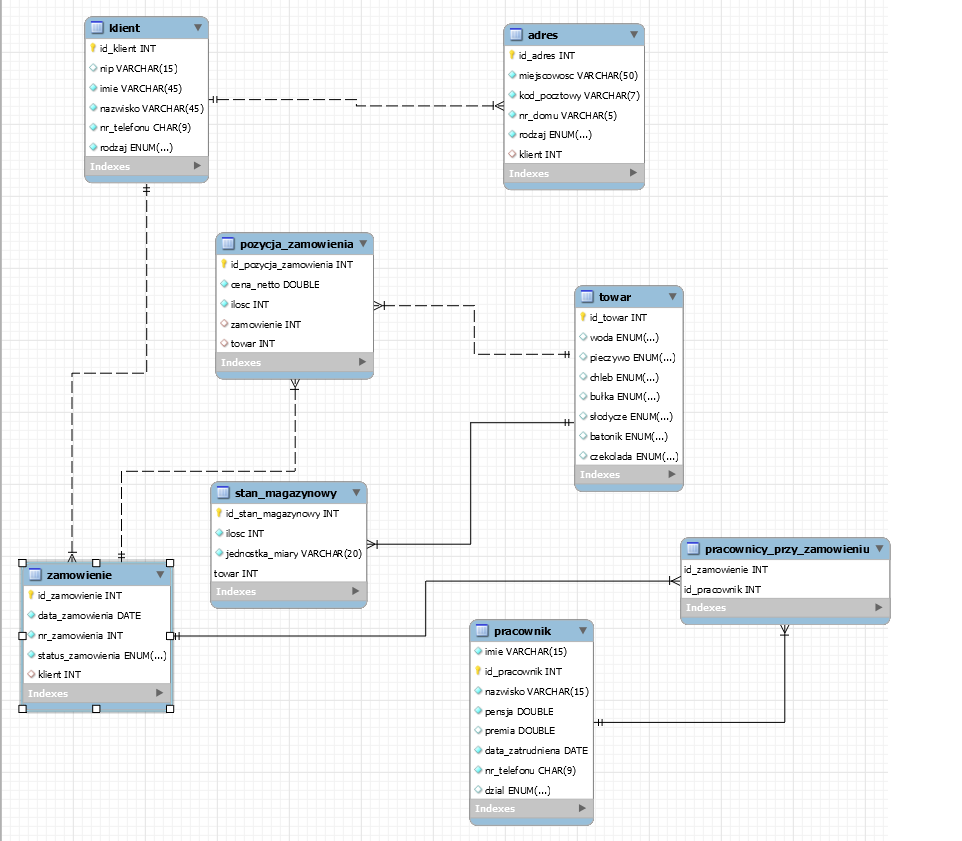 klient
id_klient INT
nip VARCHAR(15)
imie VARCHAR(45)
nazwisko VARCHAR(45)
nr_telefonu CHAR(9)
rodzaj ENUM(...)
Indexes
adres
id_adres INT
miejscowosc VARCHAR(50)
kod_pocztowy VARCHAR(7)
nr_domu VARCHAR(5)
rodzaj ENUM(...)
klient INT
Indexes
pozycja_zamowienia
id_pozycja_zamowienia INT
cena_netto DOUBLE
ilosc INT
zamowienie INT
towar INT
Indexes
towar
id_towar INT
woda ENUM(...)
pieczywo ENUM(...)
chleb ENUM(...)
bułka ENUM(...)
słodycze ENUM(...)
batonik ENUM(...)
czekolada ENUM(...)
Indexes
stan_magazynowy
id_stan_magazynowy INT
ilosc INT
jednostka_miary VARCHAR(20)
towar INT
Indexes
zamowienie
id_zamowienie INT
data_zamowienia DATE
nr_zamowienia INT
status_zamowienia ENUM(...)
klient INT
Indexes
pracownicy_przy_zamowieniu
id_zamowienie INT
id_pracownik INT
Indexes
pracownik
imie VARCHAR(15)
id_pracownik INT
nazwisko VARCHAR(15)
pensja DOUBLE
premia DOUBLE
data_zatrudniena DATE
nr_telefonu CHAR(9)
dzial ENUM(...)
Indexes